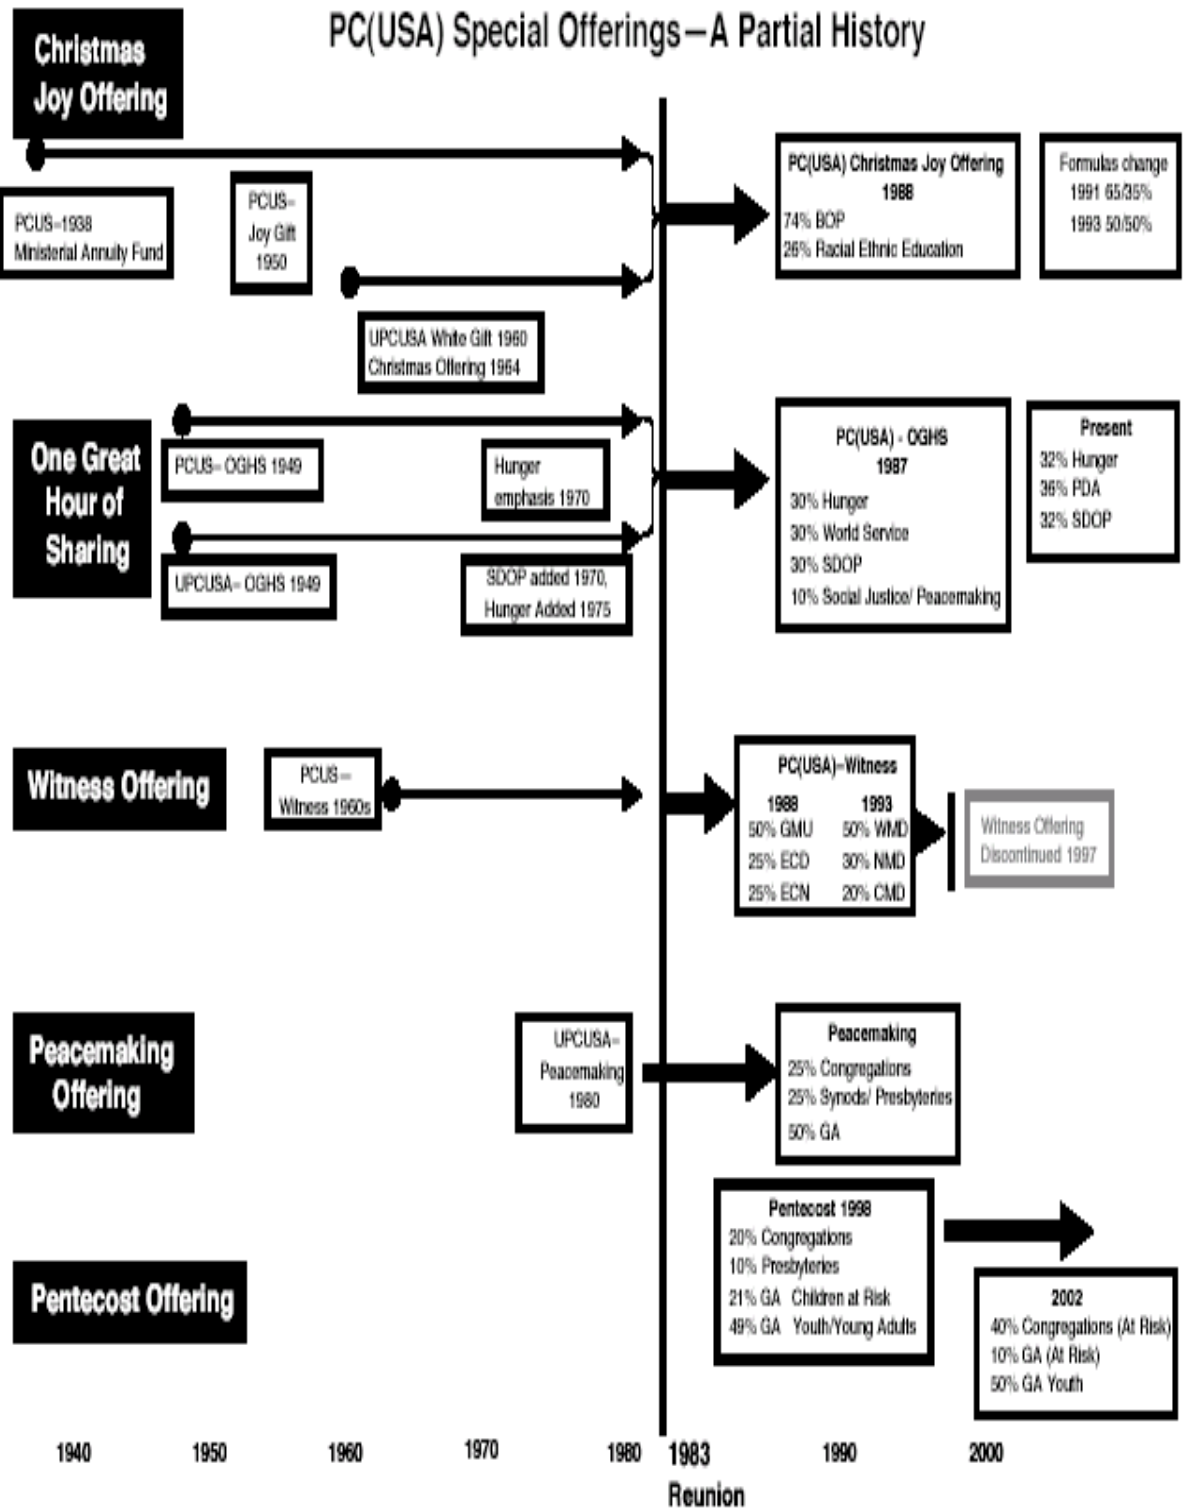 PC(USA) Special Offerings—A Partial History
Christmas
Joy Offering
PCUS–1938
Ministerial Annuity Fund
PCUS–
Joy Gift
1950
UPCUSA White Gift 1960
Christmas Offering 1964
PC(USA) Christmas Joy Offering
1988
74% BOP
26% Racial Ethnic Education
Formulas change
1991 65/35%
1993 50/50%
One Great
Hour of
Sharing
PCUS– OGHS 1949
Hunger
emphasis 1970
UPCUSA– OGHS 1949
SDOP added 1970,
Hunger Added 1975
PC(USA) - OGHS
1987
30% Hunger
30% World Service
30% SDOP
10% Social Justice/ Peacemaking
Present
32% Hunger
36% PDA
32% SDOP
Witness Offering
PCUS—
Witness 1960s
PC(USA)–Witness
1988 1993
50% GMU 50% WMD
25% ECD 30% NMD
25% ECN 20% CMD
Witness Offering
Discontinued 1997
Peacemaking
Offering
UPCUSA–
Peacemaking
1980
Peacemaking
25% Congregations
25% Synods/ Presbyteries
50% GA
Pentecost Offering
Pentecost 1998
20% Congregations
10% Presbyteries
21% GA Children at Risk
49% GA Youth/Young Adults
2002
40% Congregations (At Risk)
10% GA (At Risk)
50% GA Youth
1940 1950 1960 1970 1980 1983 1990 2000
Reunion